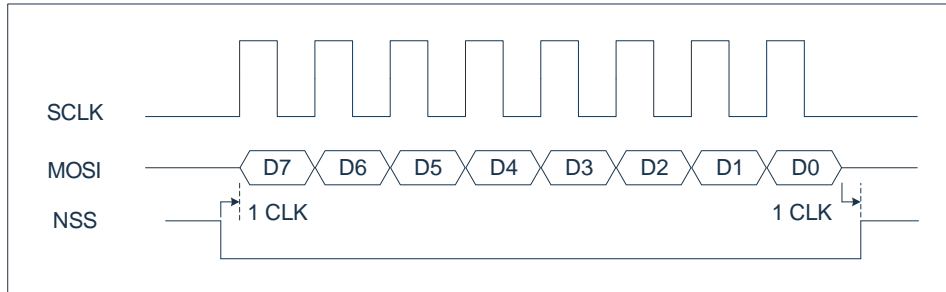 SCLK
MOSI D7 D6 D5 D4 D3 D2 D1 D0
1 CLK 1 CLK
NSS